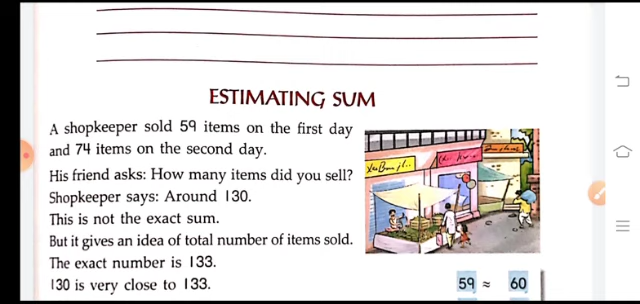 ESTIMATING SUM
A shopkeeper sold 59 items on the first day
and 74 items on the second day.
His friend asks: How many items did you sell?
Shopkeeper says: Around 130.
This is not the exact sum.
But it gives an idea of total number of items sold.
The exact number is 133.
130 is very close to 133.
59 ≈ 60